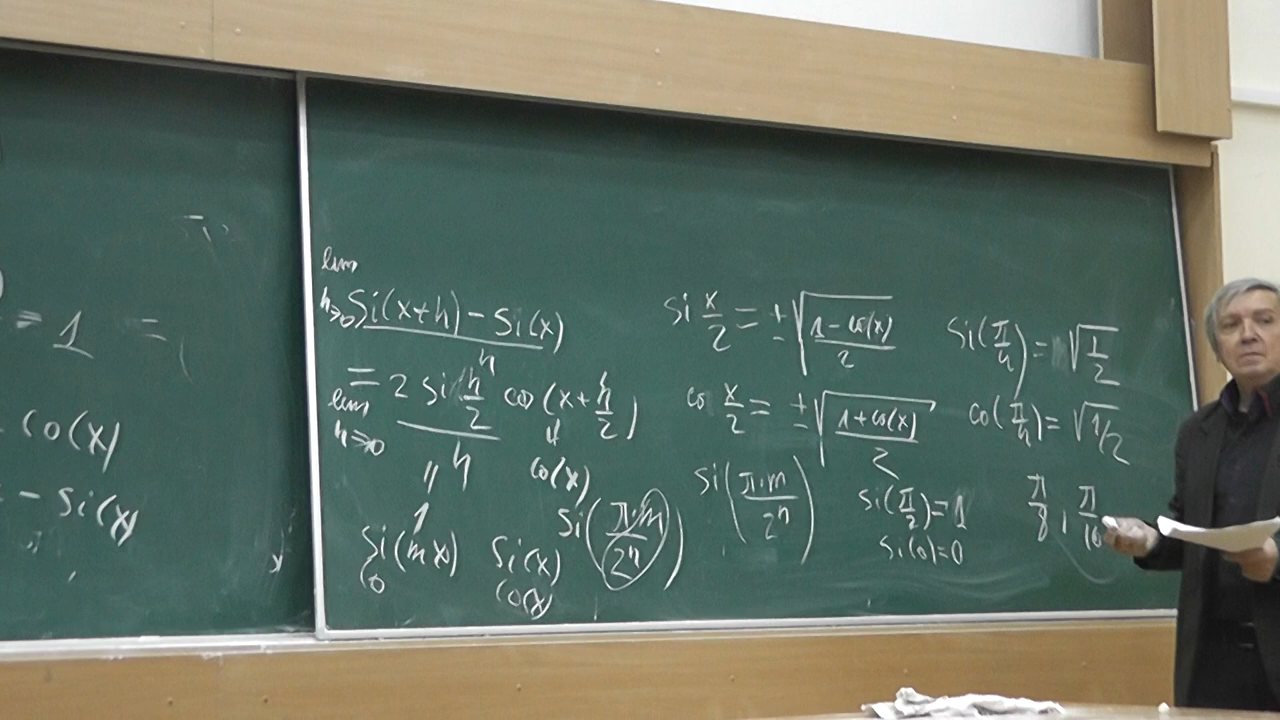 = 1 =
co(x)
- Si(x)
lim h→0 (Si(x+h) - Si(x)) / h
= lim h→0 (2 Si h/2) / h co(x + h/2)
" 1
co(x)
Si(mx)
co
Si(x)
co(x)
Si(π·m / 2^n)
Si x/2 = ± √((1 - co(x)) / 2)
co x/2 = ± √((1 + co(x)) / 2)
Si(π·m / 2^n)
Si(π/2) = 1
Si(0) = 0
Si(π/4) = √(1/2)
co(π/4) = √(1/2)
π/8, π/16